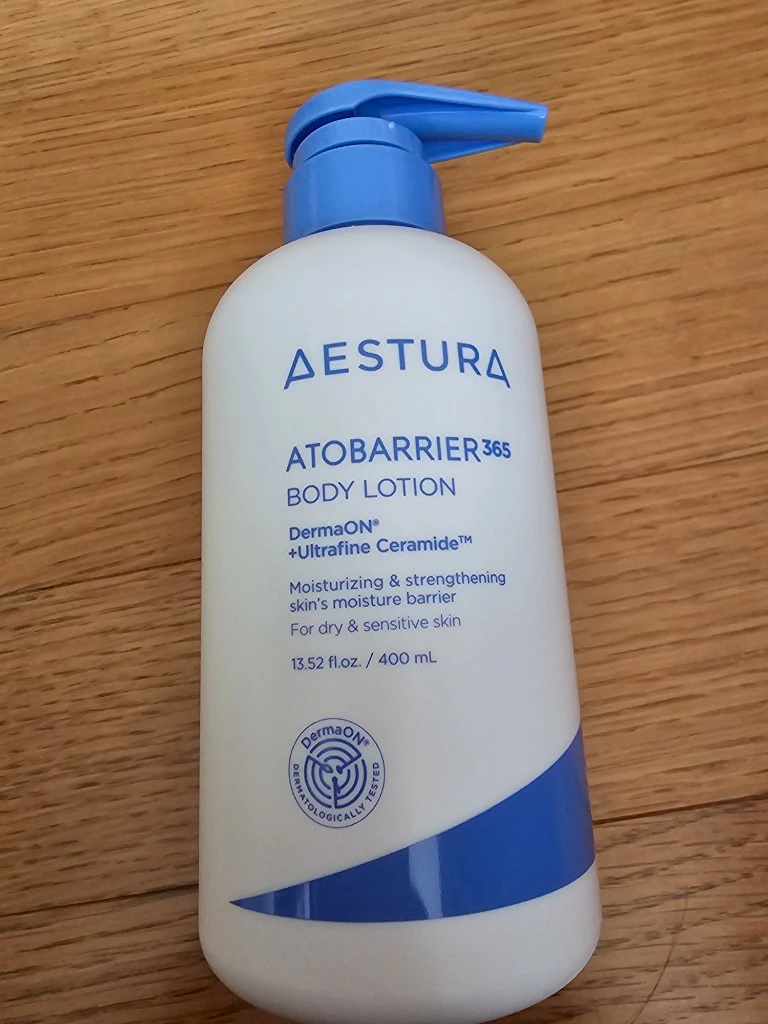 AESTURA
ATOBARRIER365
BODY LOTION
DermaON®
+Ultrafine Ceramide™
Moisturizing & strengthening
skin's moisture barrier
For dry & sensitive skin
13.52 fl.oz. / 400 mL
DermaON®
DERMATOLOGICALLY TESTED